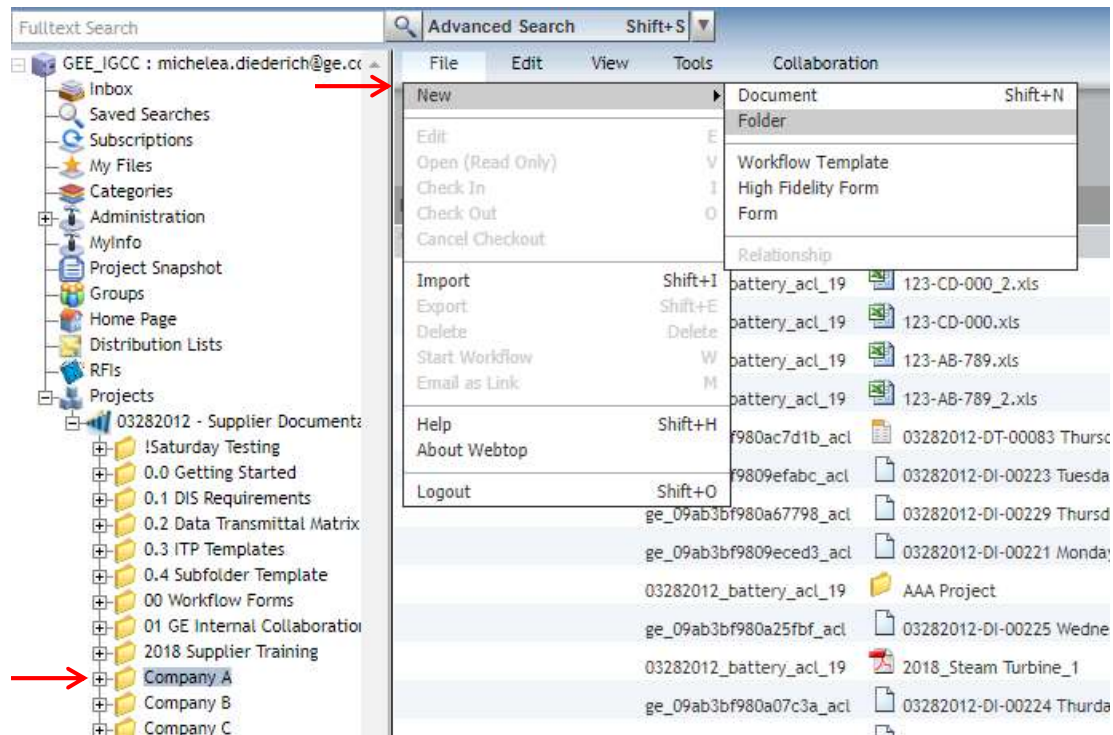 Fulltext Search
Advanced Search Shift+S
GEE_IGCC : michelea.diederich@ge.cc
Inbox
Saved Searches
Subscriptions
My Files
Categories
Administration
MyInfo
Project Snapshot
Groups
Home Page
Distribution Lists
RFIs
Projects
03282012 - Supplier Documenta
!Saturday Testing
0.0 Getting Started
0.1 DIS Requirements
0.2 Data Transmittal Matrix
0.3 ITP Templates
0.4 Subfolder Template
00 Workflow Forms
01 GE Internal Collaboration
2018 Supplier Training
Company A
Company B
Company C
File Edit View Tools Collaboration
New
Edit E
Open (Read Only) V
Check In I
Check Out O
Cancel Checkout
Import Shift+I
Export Shift+E
Delete Delete
Start Workflow W
Email as Link M
Help Shift+H
About Webtop
Logout Shift+O
Document Shift+N
Folder
Workflow Template
High Fidelity Form
Form
Relationship
battery_acl_19 123-CD-000_2.xls
battery_acl_19 123-CD-000.xls
battery_acl_19 123-AB-789.xls
battery_acl_19 123-AB-789_2.xls
f980ac7d1b_acl 03282012-DT-00083 Thursd
f9809efabc_acl 03282012-DI-00223 Tuesda
ge_09ab3bf980a67798_acl 03282012-DI-00229 Thursd
ge_09ab3bf9809eced3_acl 03282012-DI-00221 Monday
03282012_battery_acl_19 AAA Project
ge_09ab3bf980a25fbf_acl 03282012-DI-00225 Wedne
03282012_battery_acl_19 2018_Steam Turbine_1
ge_09ab3bf980a07c3a_acl 03282012-DI-00224 Thurda